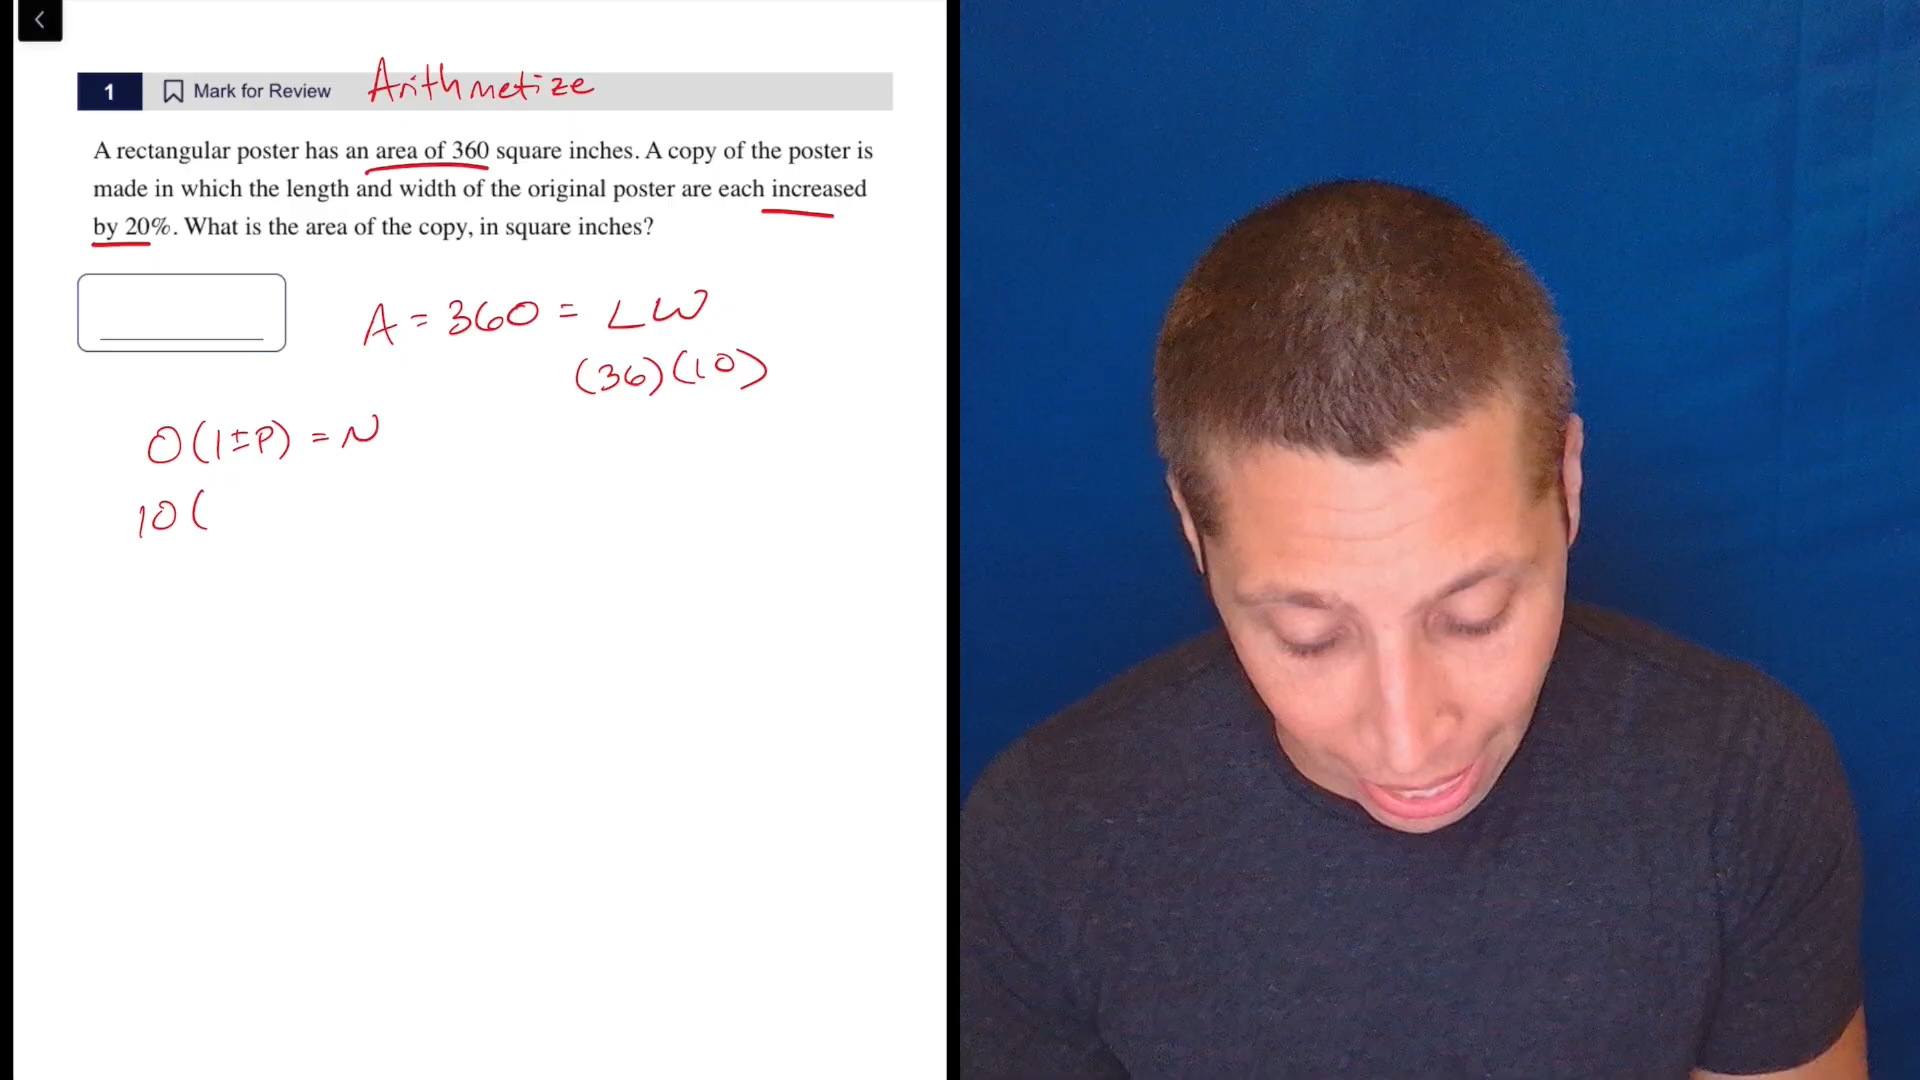 1 Mark for Review Arithmetize
A rectangular poster has an area of 360 square inches. A copy of the poster is
made in which the length and width of the original poster are each increased
by 20%. What is the area of the copy, in square inches?
A = 360 = LW
(36)(10)
O(1±P) = N
10(